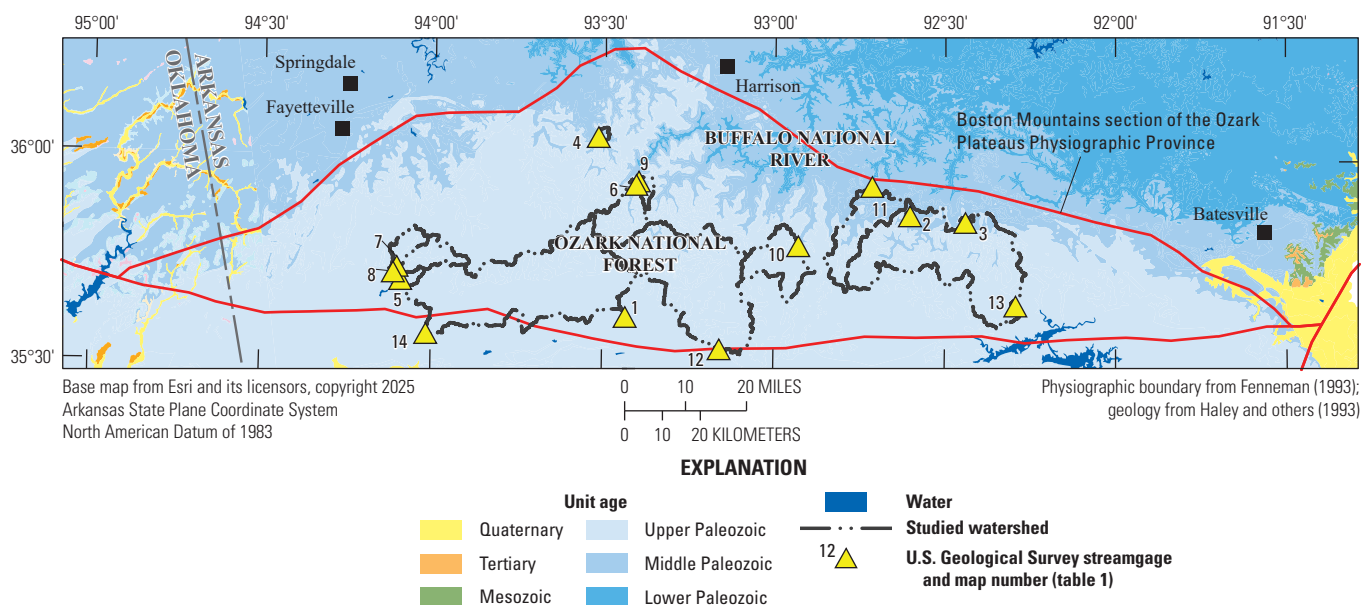 95°00'
94°30'
94°00'
93°30'
93°00'
92°30'
92°00'
91°30'
36°00'
35°30'
ARKANSAS
OKLAHOMA
Springdale
Fayetteville
Harrison
BUFFALO NATIONAL
RIVER
Boston Mountains section of the Ozark
Plateaus Physiographic Province
Batesville
OZARK NATIONAL
FOREST
4
9
6
7
8
5
14
1
12
10
11
2
3
13
Base map from Esri and its licensors, copyright 2025
Arkansas State Plane Coordinate System
North American Datum of 1983
0 10 20 MILES
0 10 20 KILOMETERS
Physiographic boundary from Fenneman (1993);
geology from Haley and others (1993)
EXPLANATION
Unit age
Quaternary
Tertiary
Mesozoic
Upper Paleozoic
Middle Paleozoic
Lower Paleozoic
Water
Studied watershed
12
U.S. Geological Survey streamgage
and map number (table 1)